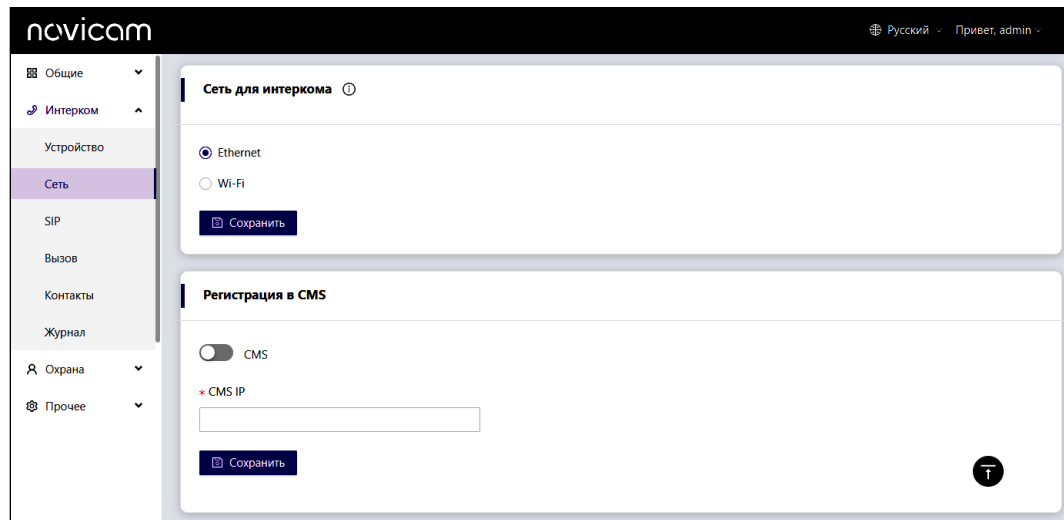 novicam
Русский Привет, admin
Общие
Интерком
Устройство
Сеть
SIP
Вызов
Контакты
Журнал
Охрана
Прочее
Сеть для интеркома
Ethernet
Wi-Fi
Сохранить
Регистрация в CMS
CMS
* CMS IP
Сохранить